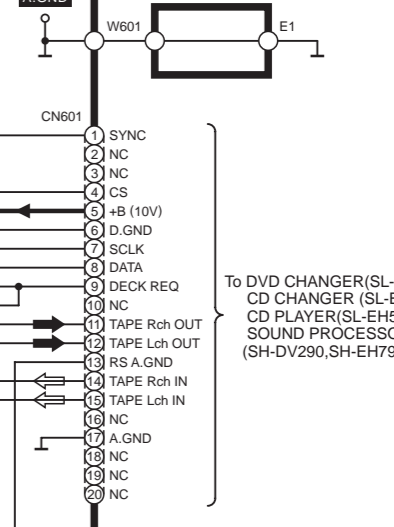 A.GND
W601
E1
CN601
1 SYNC
2 NC
3 NC
4 CS
5 +B (10V)
6 D.GND
7 SCLK
8 DATA
9 DECK REQ
10 NC
11 TAPE Rch OUT
12 TAPE Lch OUT
13 RS A.GND
14 TAPE Rch IN
15 TAPE Lch IN
16 NC
17 A.GND
18 NC
19 NC
20 NC
To DVD CHANGER(SL-
CD CHANGER (SL-E
CD PLAYER(SL-EH5
SOUND PROCESSO
(SH-DV290,SH-EH79